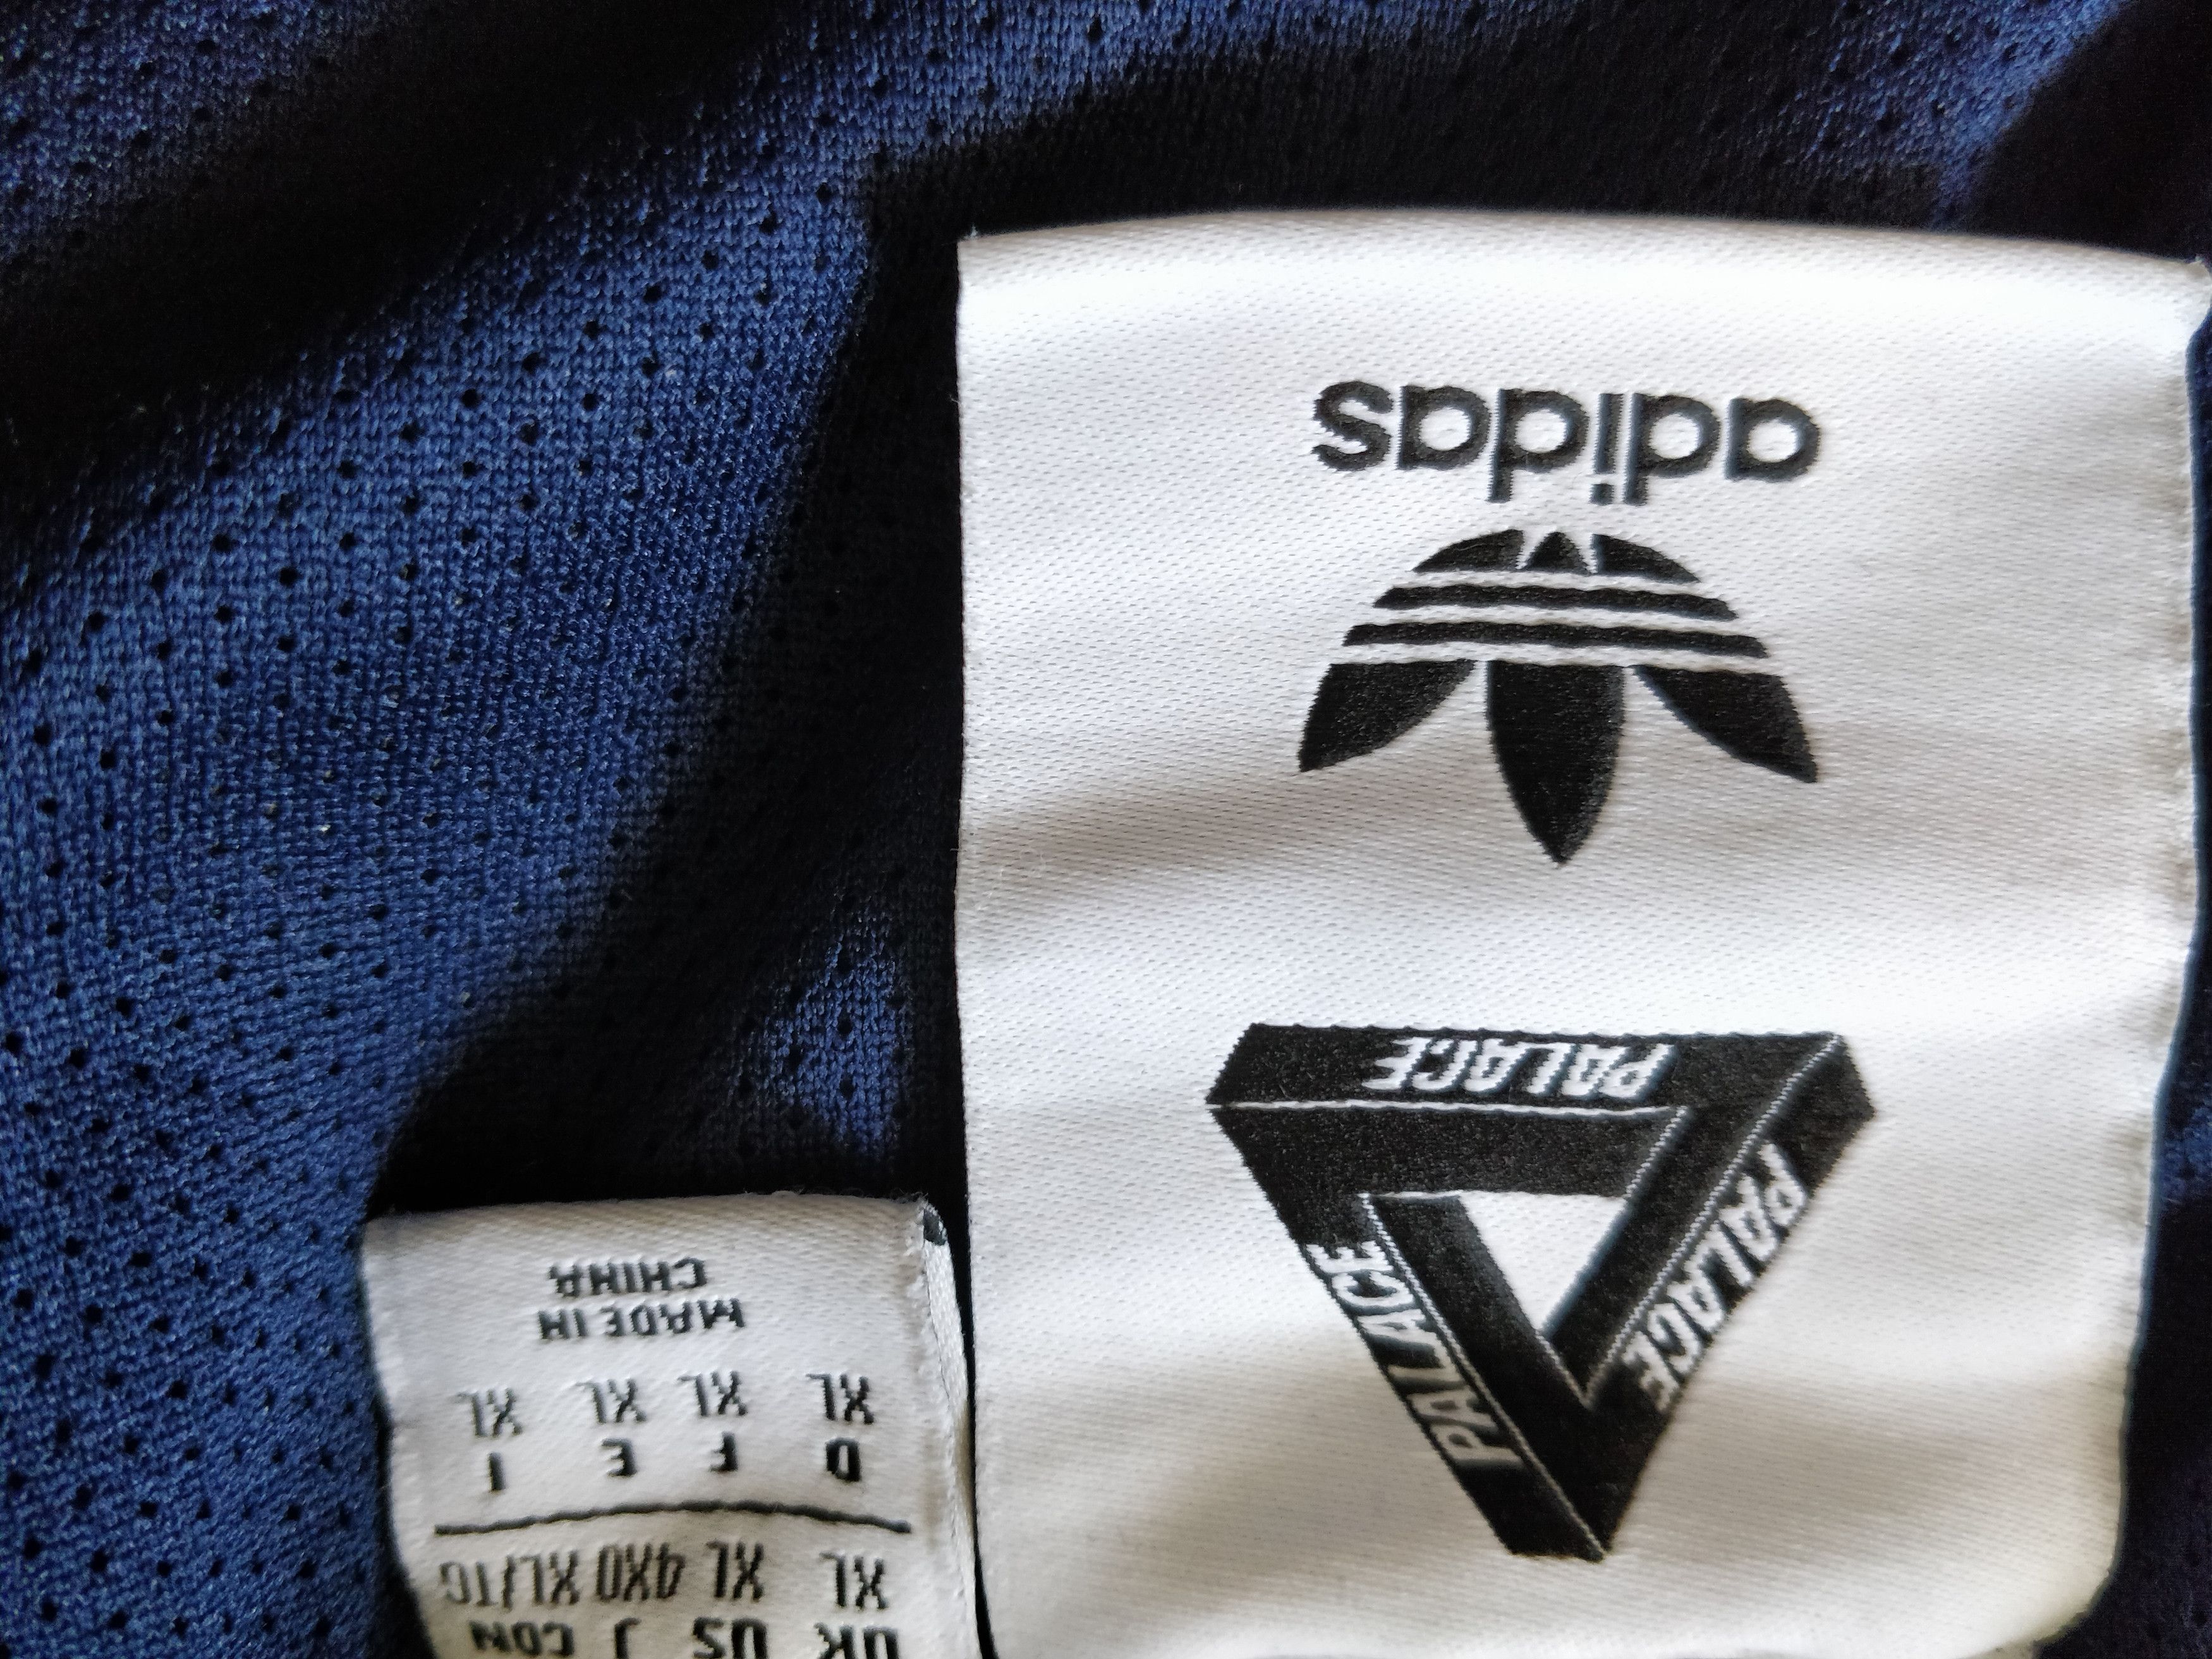 PALACE
PALACE
PALACE
adidas
UK US J CDN
XL XL 4XO XL/TG
D F E I
XL XL XL XL
MADE IN
CHINA